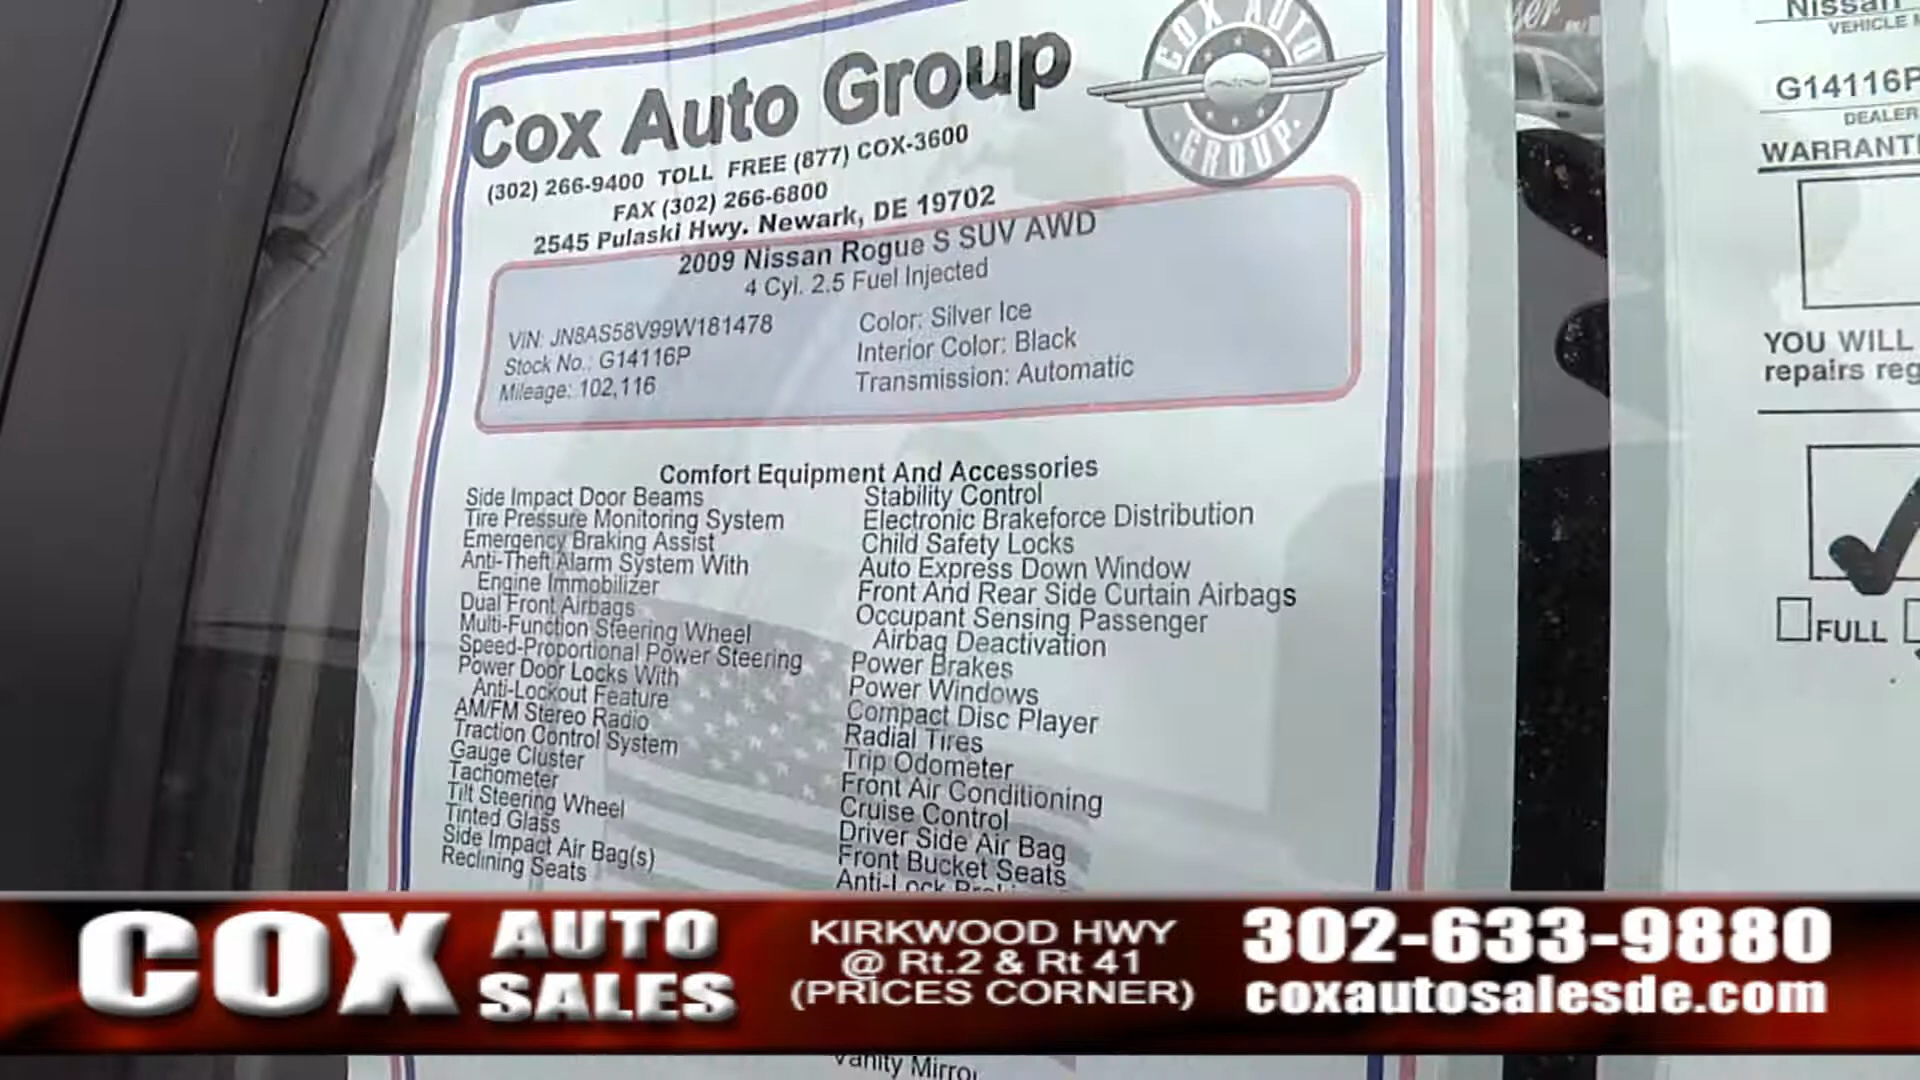 Cox Auto Group
COX AUTO GROUP
(302) 266-9400 TOLL FREE (877) COX-3600
FAX (302) 266-6800
2545 Pulaski Hwy. Newark, DE 19702
2009 Nissan Rogue S SUV AWD
4 Cyl. 2.5 Fuel Injected
VIN: JN8AS58V99W181478
Stock No.: G14116P
Mileage: 102,116
Color: Silver Ice
Interior Color: Black
Transmission: Automatic
Comfort Equipment And Accessories
Side Impact Door Beams
Tire Pressure Monitoring System
Emergency Braking Assist
Anti-Theft Alarm System With
Engine Immobilizer
Dual Front Airbags
Multi-Function Steering Wheel
Speed-Proportional Power Steering
Power Door Locks With
Anti-Lockout Feature
AM/FM Stereo Radio
Traction Control System
Gauge Cluster
Tachometer
Tilt Steering Wheel
Tinted Glass
Side Impact Air Bag(s)
Reclining Seats
Stability Control
Electronic Brakeforce Distribution
Child Safety Locks
Auto Express Down Window
Front And Rear Side Curtain Airbags
Occupant Sensing Passenger
Airbag Deactivation
Power Brakes
Power Windows
Compact Disc Player
Radial Tires
Trip Odometer
Front Air Conditioning
Cruise Control
Driver Side Air Bag
Front Bucket Seats
Anti-Lock
Vanity
Nissan
VEHICLE
G14116P
DEALER
WARRANT
YOU WILL
repairs reg
FULL
COX AUTO SALES
KIRKWOOD HWY
@ Rt.2 & Rt 41
(PRICES CORNER)
302-633-9880
coxautosalesde.com